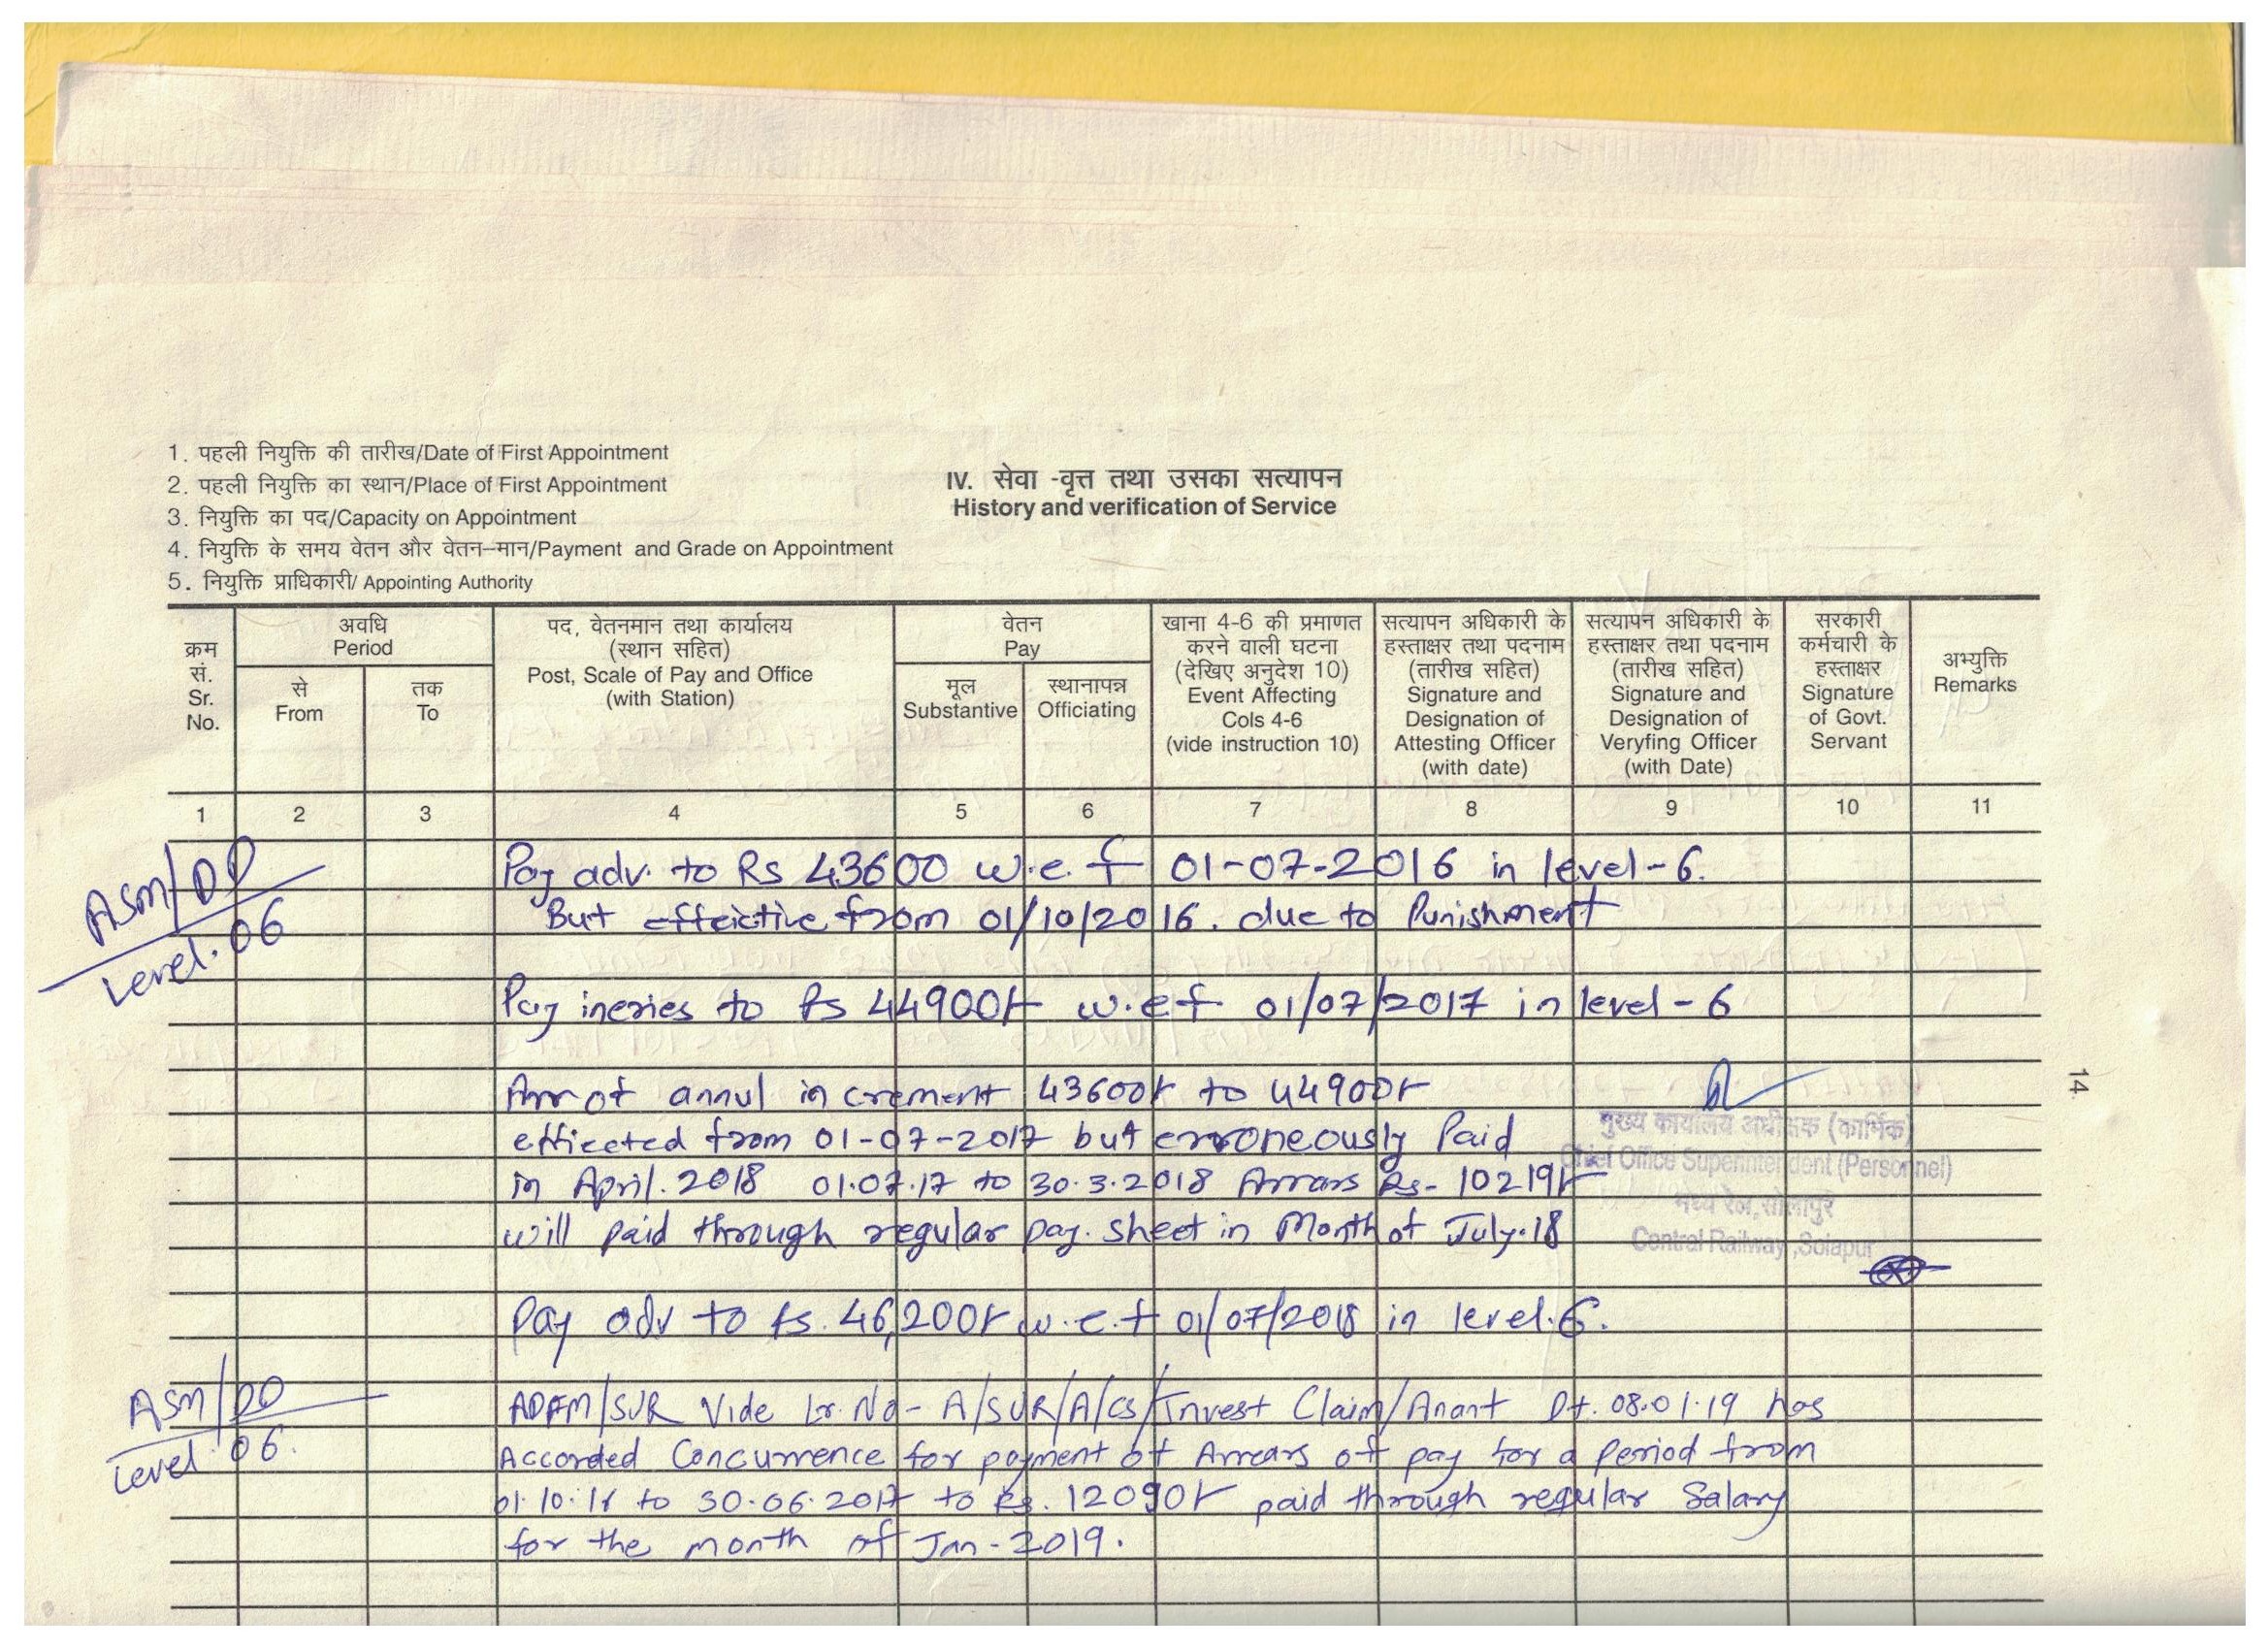 1. पहली नियुक्ति की तारीख/Date of First Appointment
2. पहली नियुक्ति का स्थान/Place of First Appointment
3. नियुक्ति का पद/Capacity on Appointment
4. नियुक्ति के समय वेतन और वेतन–मान/Payment and Grade on Appointment
5. नियुक्ति प्राधिकारी/ Appointing Authority
IV. सेवा -वृत्त तथा उसका सत्यापन
History and verification of Service
क्रम
सं.
Sr.
No.
अवधि
Period
से
From
तक
To
पद, वेतनमान तथा कार्यालय
(स्थान सहित)
Post, Scale of Pay and Office
(with Station)
वेतन
Pay
मूल
Substantive
स्थानापन्न
Officiating
खाना 4-6 की प्रमाणत
करने वाली घटना
(देखिए अनुदेश 10)
Event Affecting
Cols 4-6
(vide instruction 10)
सत्यापन अधिकारी के
हस्ताक्षर तथा पदनाम
(तारीख सहित)
Signature and
Designation of
Attesting Officer
(with date)
सत्यापन अधिकारी के
हस्ताक्षर तथा पदनाम
(तारीख सहित)
Signature and
Designation of
Veryfing Officer
(with Date)
सरकारी
कर्मचारी के
हस्ताक्षर
Signature
of Govt.
Servant
अभ्युक्ति
Remarks
1 2 3 4 5 6 7 8 9 10 11
ASM/DD
Level.06
Pay adv. to Rs 43600 w.e.f 01-07-2016 in level-6.
But effeictive from 01/10/2016. due to Punishment
Pay incries to Rs 44900/- w.e.f 01/07/2017 in level-6
Arr of annul increment 43600/- to 44900/-
efficeted from 01-07-2017 but erroneously Paid
in April.2018 01.07.17 to 30.3.2018 Arrars Rs- 10219/-
will paid through regular pay. sheet in Month of July.18
मुख्य कार्यालय अधीक्षक (कार्मिक)
Chief Office Superintendent (Personnel)
मध्य रेल,सोलापुर
Central Railway ,Solapur
14
Pay adv to Rs. 46,200/- w.e.f 01/07/2018 in level.6.
ASM/DD
Level 06.
ADFM/SUR Vide Lr. No- A/SUR/A/CS/Invest Claim/Anant Dt. 08.01.19 has
Accorded Concurrence for payment of Arrears of pay for a Period from
01.10.16 to 30.06.2017 to Rs. 12090/- paid through regular Salary
for the month of Jan-2019.